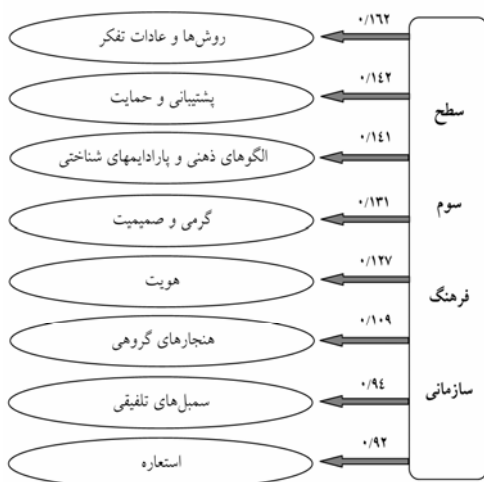 ۰/۱۶۲
روش‌ها و عادات تفکر
۰/۱۴۲
پشتیبانی و حمایت
۰/۱۴۱
الگوهای ذهنی و پارادایمهای شناختی
۰/۱۳۱
گرمی و صمیمیت
۰/۱۲۷
هویت
۰/۱۰۹
هنجارهای گروهی
۰/۹٤
سمبل‌های تلفیقی
۰/۹۲
استعاره
سطح
سوم
فرهنگ
سازمانی